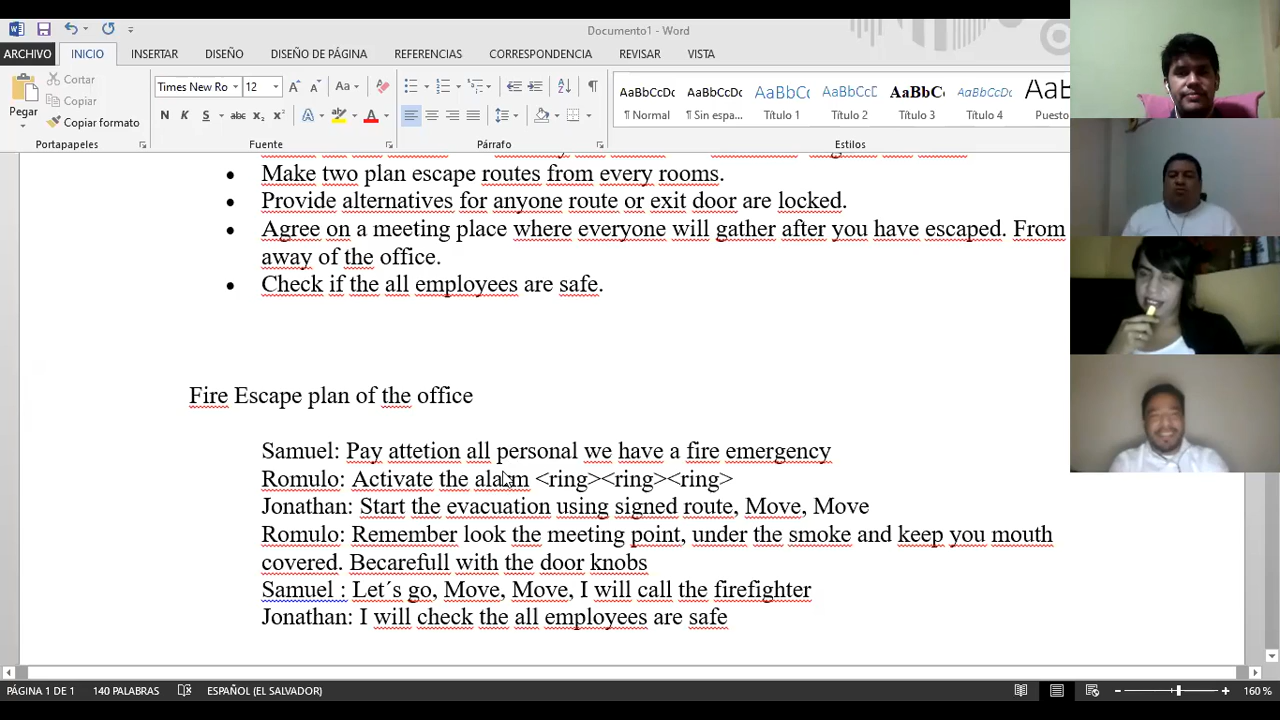 Documento1 - Word
ARCHIVO INICIO INSERTAR DISEÑO DISEÑO DE PÁGINA REFERENCIAS CORRESPONDENCIA REVISAR VISTA
Pegar
Cortar
Copiar
Copiar formato
Portapapeles
Times New Ro 12
N K S abc x₂ x²
Fuente
Párrafo
AaBbCcDc AaBbCcDc AaBbCc AaBbCcD AaBbC AaBbCcDc AaB
¶ Normal ¶ Sin espa... Título 1 Título 2 Título 3 Título 4 Puesto
Estilos
• Make two plan escape routes from every rooms.
• Provide alternatives for anyone route or exit door are locked.
• Agree on a meeting place where everyone will gather after you have escaped. From
away of the office.
• Check if the all employees are safe.
Fire Escape plan of the office
Samuel: Pay attetion all personal we have a fire emergency
Romulo: Activate the alarm <ring><ring><ring>
Jonathan: Start the evacuation using signed route, Move, Move
Romulo: Remember look the meeting point, under the smoke and keep you mouth
covered. Becarefull with the door knobs
Samuel : Let´s go, Move, Move, I will call the firefighter
Jonathan: I will check the all employees are safe
PÁGINA 1 DE 1 140 PALABRAS ESPAÑOL (EL SALVADOR) 160 %